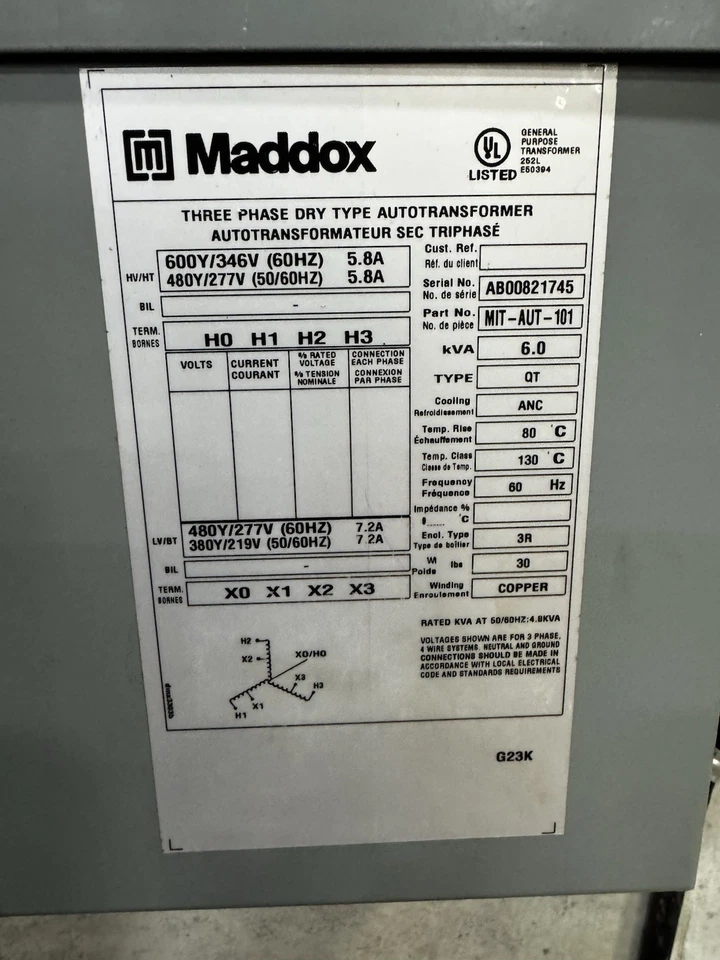 m Maddox
UL LISTED
GENERAL
PURPOSE
TRANSFORMER
252L
E50394
THREE PHASE DRY TYPE AUTOTRANSFORMER
AUTOTRANSFORMATEUR SEC TRIPHASÉ
HV/HT
600Y/346V (60HZ) 5.8A
480Y/277V (50/60HZ) 5.8A
BIL -
TERM.
BORNES
H0 H1 H2 H3
VOLTS
CURRENT
COURANT
% RATED
VOLTAGE
% TENSION
NOMINALE
CONNECTION
EACH PHASE
CONNEXION
PAR PHASE
LV/BT
480Y/277V (60HZ) 7.2A
380Y/219V (50/60HZ) 7.2A
BIL -
TERM.
BORNES
X0 X1 X2 X3
Cust. Ref.
Réf. du client
Serial No.
No. de série
AB00821745
Part No.
No. de pièce
MIT-AUT-101
kVA 6.0
TYPE QT
Cooling
Refroidissement
ANC
Temp. Rise
Échauffement
80 °C
Temp. Class
Classe de Temp.
130 °C
Frequency
Fréquence
60 Hz
Impédance %
°C
Encl. Type
Type de boîtier
3R
Wt lbs
Poids
30
Winding
Enroulement
COPPER
RATED KVA AT 50/60HZ:4.8KVA
VOLTAGES SHOWN ARE FOR 3 PHASE,
4 WIRE SYSTEMS. NEUTRAL AND GROUND
CONNECTIONS SHOULD BE MADE IN
ACCORDANCE WITH LOCAL ELECTRICAL
CODE AND STANDARDS REQUIREMENTS
H2
X2
X0/H0
X3
H3
X1
H1
G23K